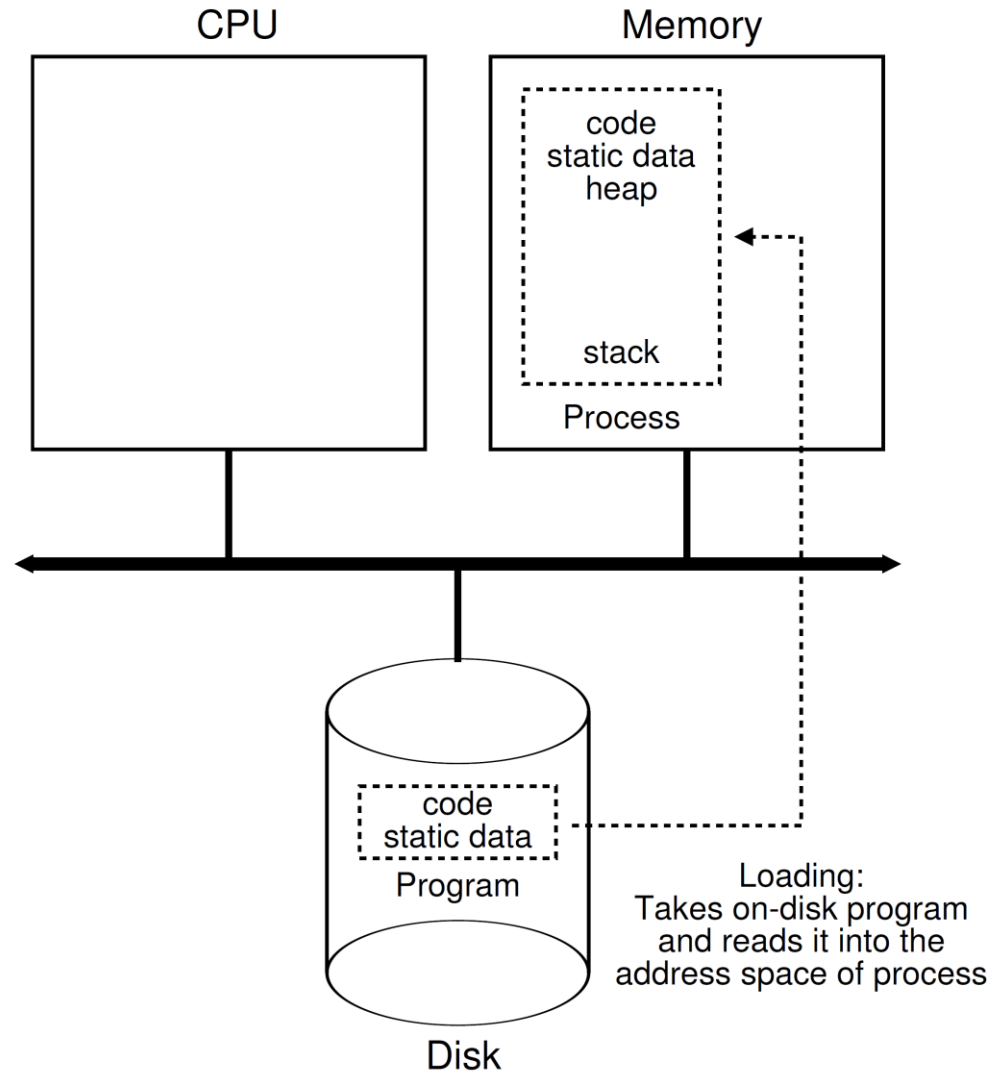 CPU
Memory
code
static data
heap
stack
Process
code
static data
Program
Loading:
Takes on-disk program
and reads it into the
address space of process
Disk